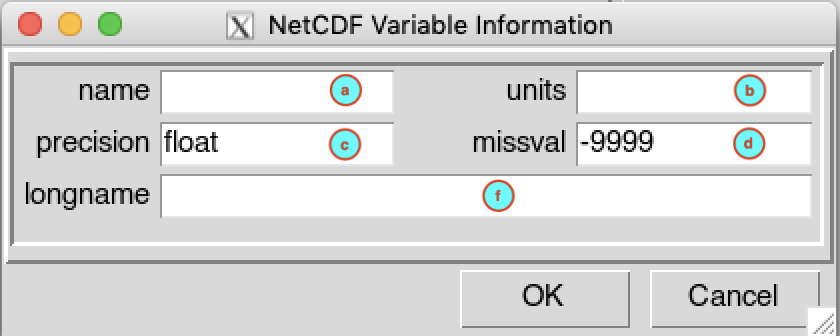 X NetCDF Variable Information
name a units b
precision float c missval -9999 d
longname f
OK Cancel